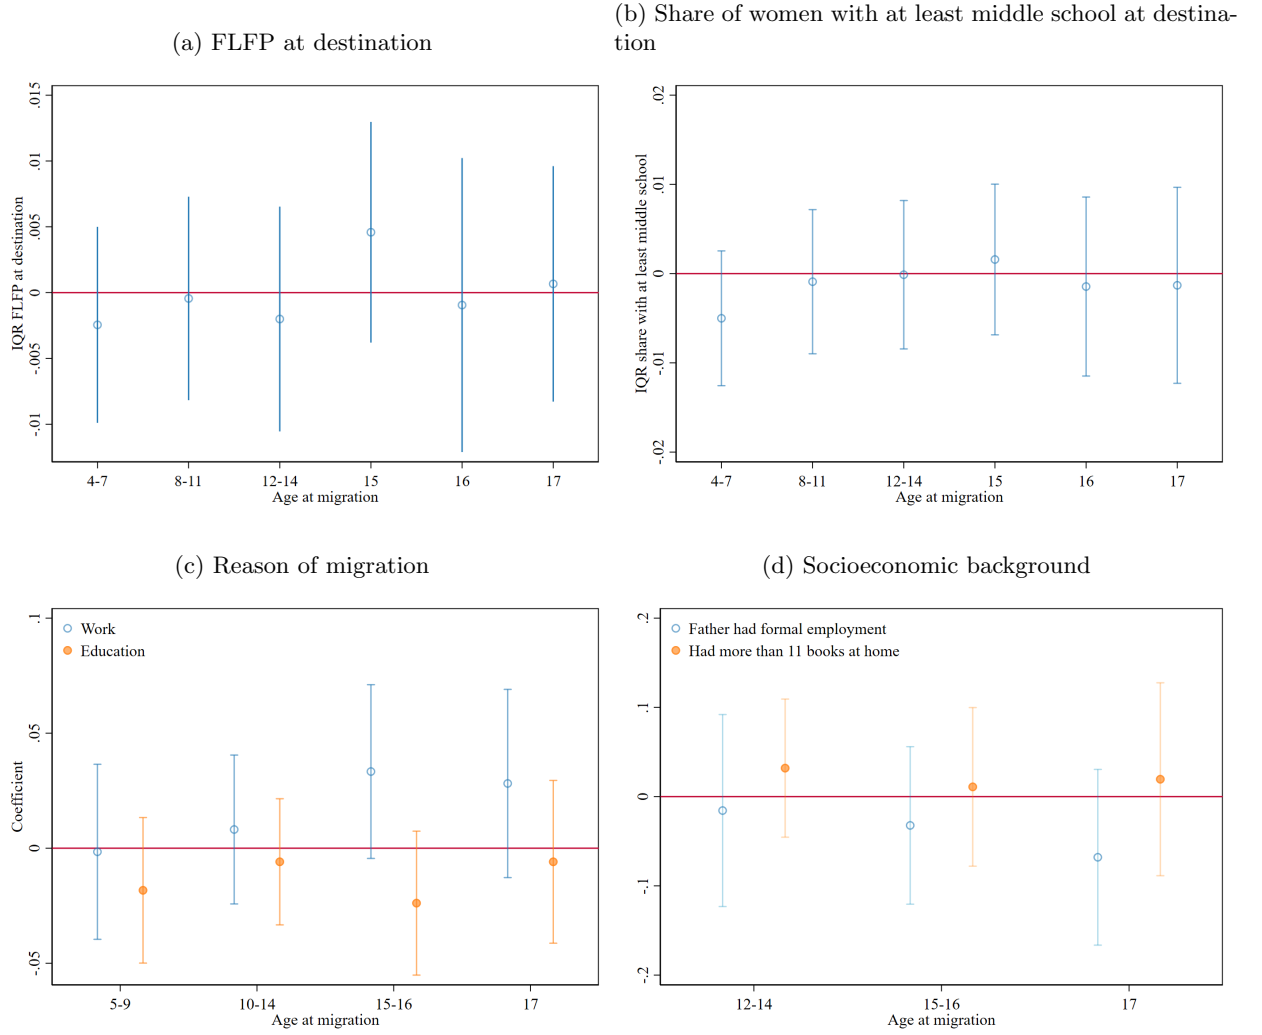 (a) FLFP at destination
IQR FLFP at destination
.015
.01
.005
0
-.005
-.01
4-7 8-11 12-14 15 16 17
Age at migration
(b) Share of women with at least middle school at destina-
tion
IQR share with at least middle school
.02
.01
0
-.01
-.02
4-7 8-11 12-14 15 16 17
Age at migration
(c) Reason of migration
Work
Education
Coefficient
.1
.05
0
-.05
5-9 10-14 15-16 17
Age at migration
(d) Socioeconomic background
Father had formal employment
Had more than 11 books at home
.2
.1
0
-.1
-.2
12-14 15-16 17
Age at migration